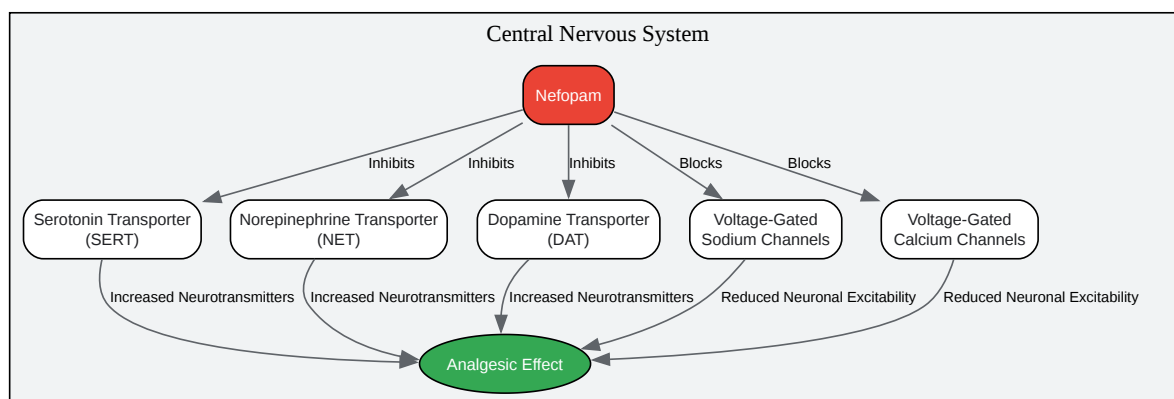 Central Nervous System
Nefopam
Inhibits
Inhibits
Inhibits
Blocks
Blocks
Serotonin Transporter
(SERT)
Norepinephrine Transporter
(NET)
Dopamine Transporter
(DAT)
Voltage-Gated
Sodium Channels
Voltage-Gated
Calcium Channels
Increased Neurotransmitters
Increased Neurotransmitters
Increased Neurotransmitters
Reduced Neuronal Excitability
Reduced Neuronal Excitability
Analgesic Effect